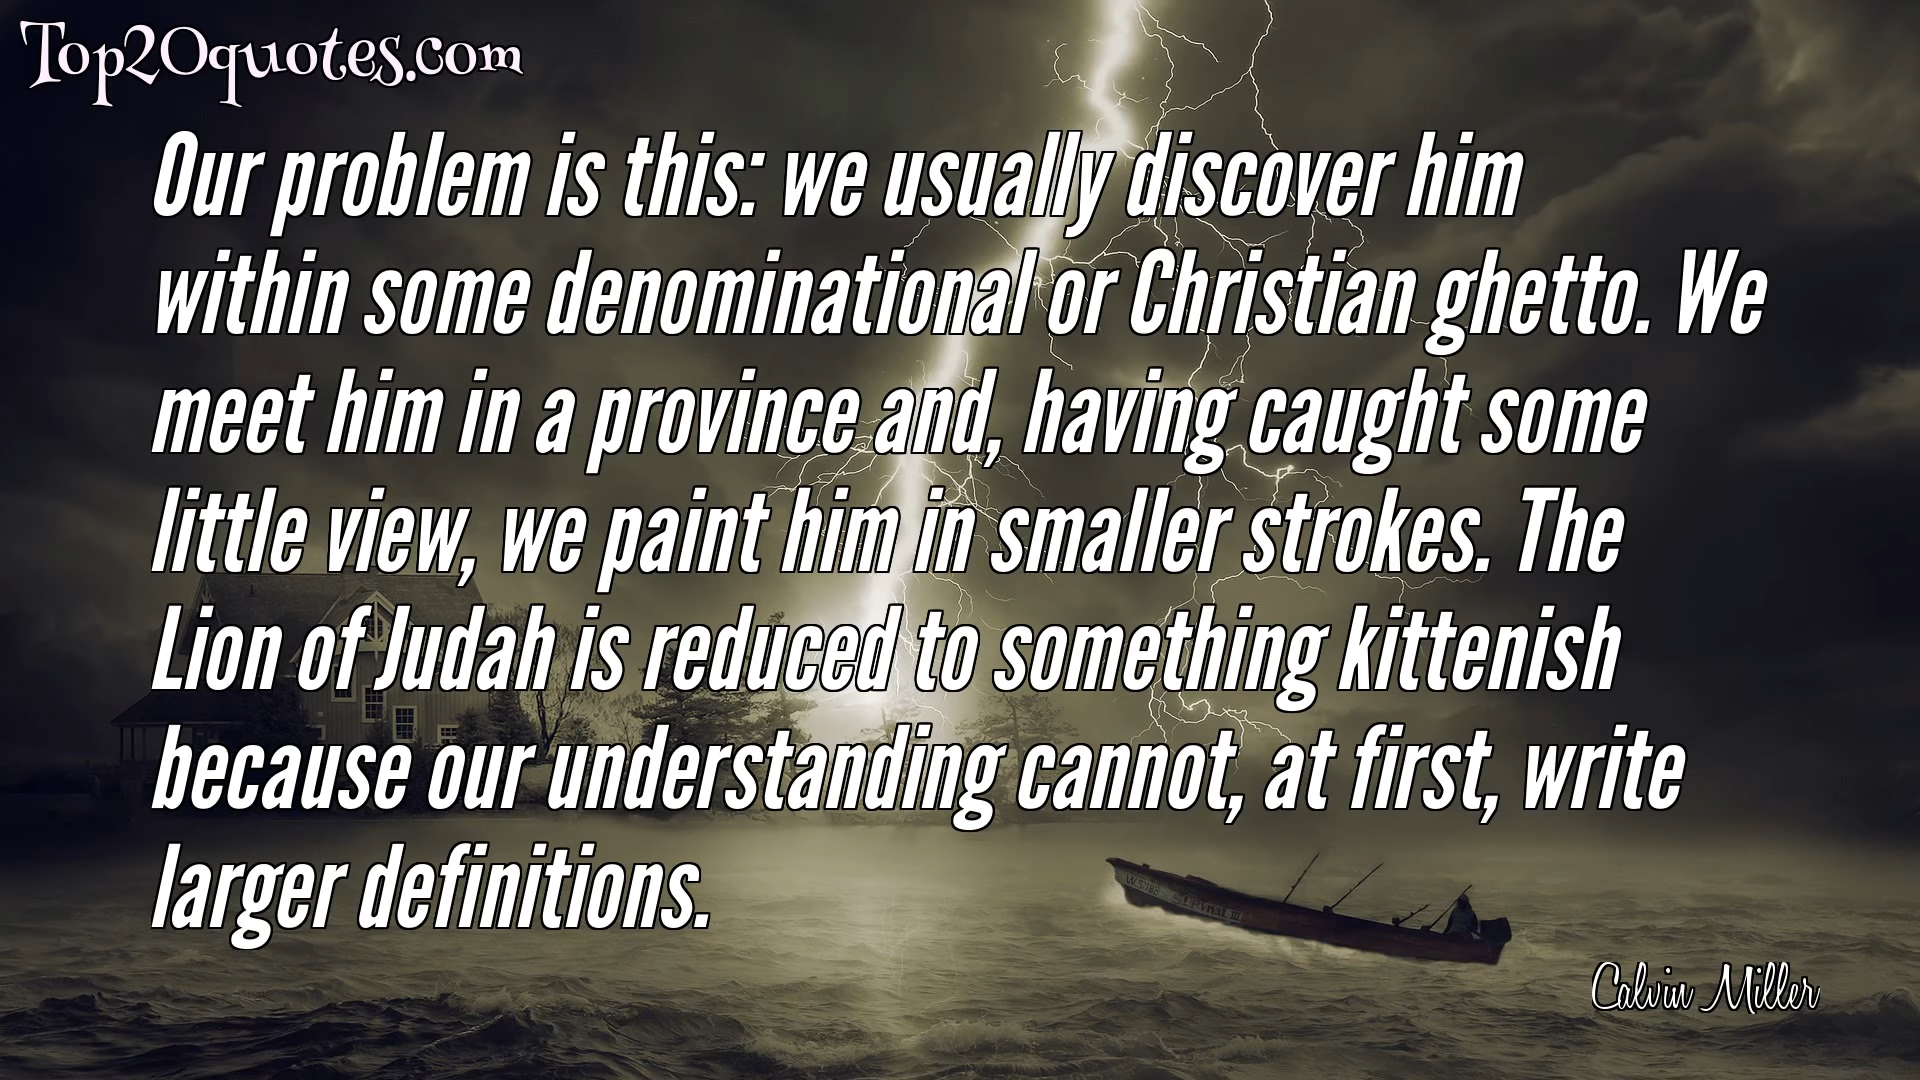 Top20quotes.com
Our problem is this: we usually discover him
within some denominational or Christian ghetto. We
meet him in a province and, having caught some
little view, we paint him in smaller strokes. The
Lion of Judah is reduced to something kittenish
because our understanding cannot, at first, write
larger definitions.
Calvin Miller